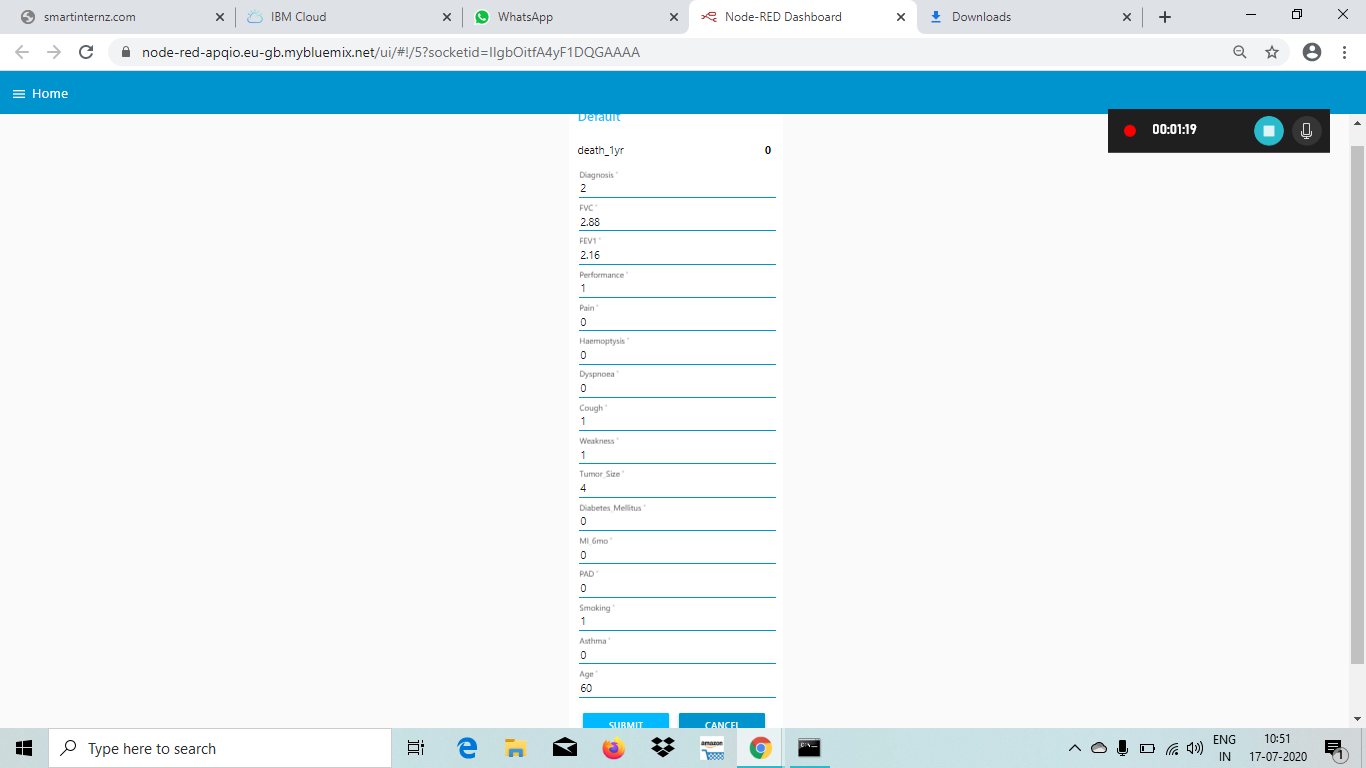 smartinternz.com
IBM Cloud
WhatsApp
Node-RED Dashboard
Downloads
node-red-apqio.eu-gb.mybluemix.net/ui/#!/5?socketid=IIgbOitfA4yF1DQGAAAA
Home
00:01:19
Default
death_1yr 0
Diagnosis *
2
FVC *
2.88
FEV1 *
2.16
Performance *
1
Pain *
0
Haemoptysis *
0
Dyspnoea *
0
Cough *
1
Weakness *
1
Tumor_Size *
4
Diabetes_Mellitus *
0
MI_6mo *
0
PAD *
0
Smoking *
1
Asthma *
0
Age *
60
SUBMIT CANCEL
Type here to search
amazon
ENG
IN
10:51
17-07-2020
1